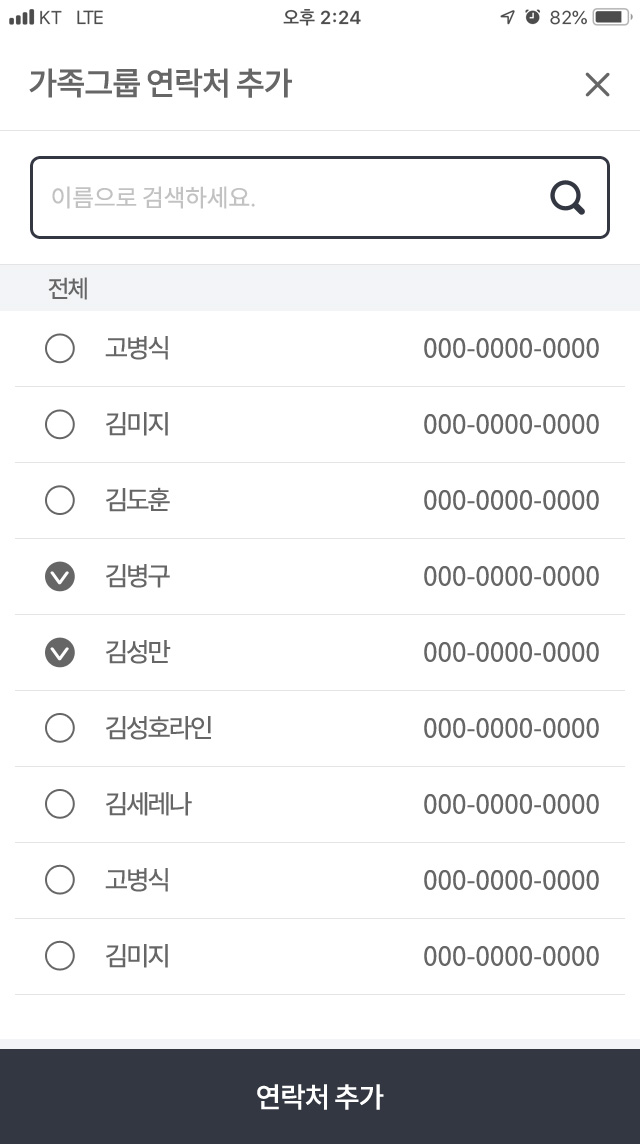 KT LTE 오후 2:24 82%
가족그룹 연락처 추가
이름으로 검색하세요.
전체
고병식 000-0000-0000
김미지 000-0000-0000
김도훈 000-0000-0000
김병구 000-0000-0000
김성만 000-0000-0000
김성호라인 000-0000-0000
김세레나 000-0000-0000
고병식 000-0000-0000
김미지 000-0000-0000
연락처 추가